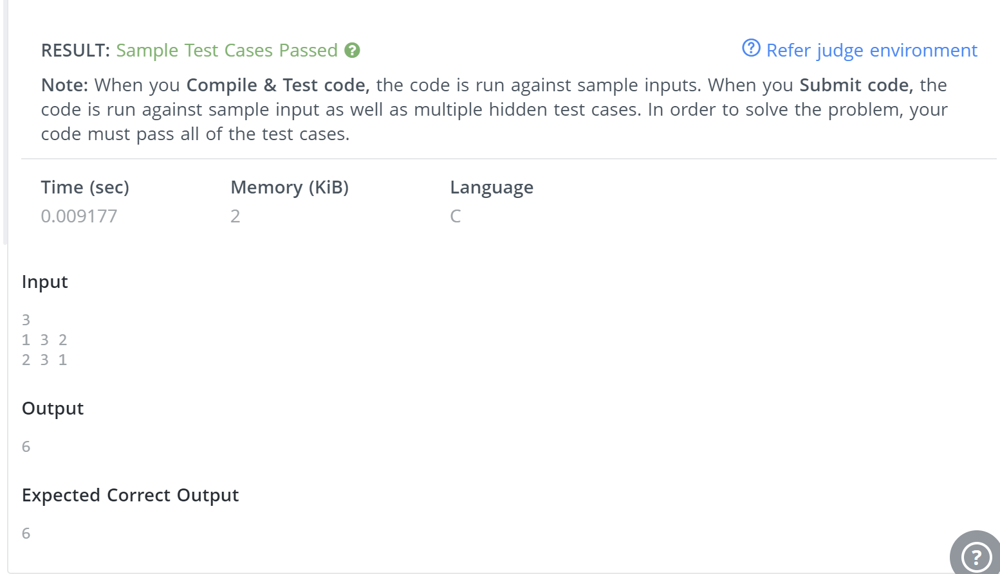 RESULT: Sample Test Cases Passed ? ? Refer judge environment
Note: When you Compile & Test code, the code is run against sample inputs. When you Submit code, the
code is run against sample input as well as multiple hidden test cases. In order to solve the problem, your
code must pass all of the test cases.
Time (sec) Memory (KiB) Language
0.009177 2 C
Input
3
1 3 2
2 3 1
Output
6
Expected Correct Output
6
?